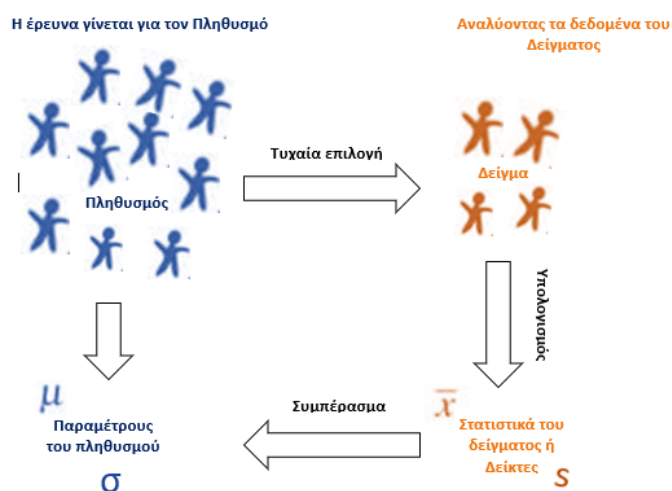 Η έρευνα γίνεται για τον Πληθυσμό
Αναλύοντας τα δεδομένα του
Δείγματος
Τυχαία επιλογή
Πληθυσμός
Δείγμα
Υπολογισμός
μ
Παραμέτρους
του πληθυσμού
σ
Συμπέρασμα
x̅
Στατιστικά του
δείγματος ή
Δείκτες
s